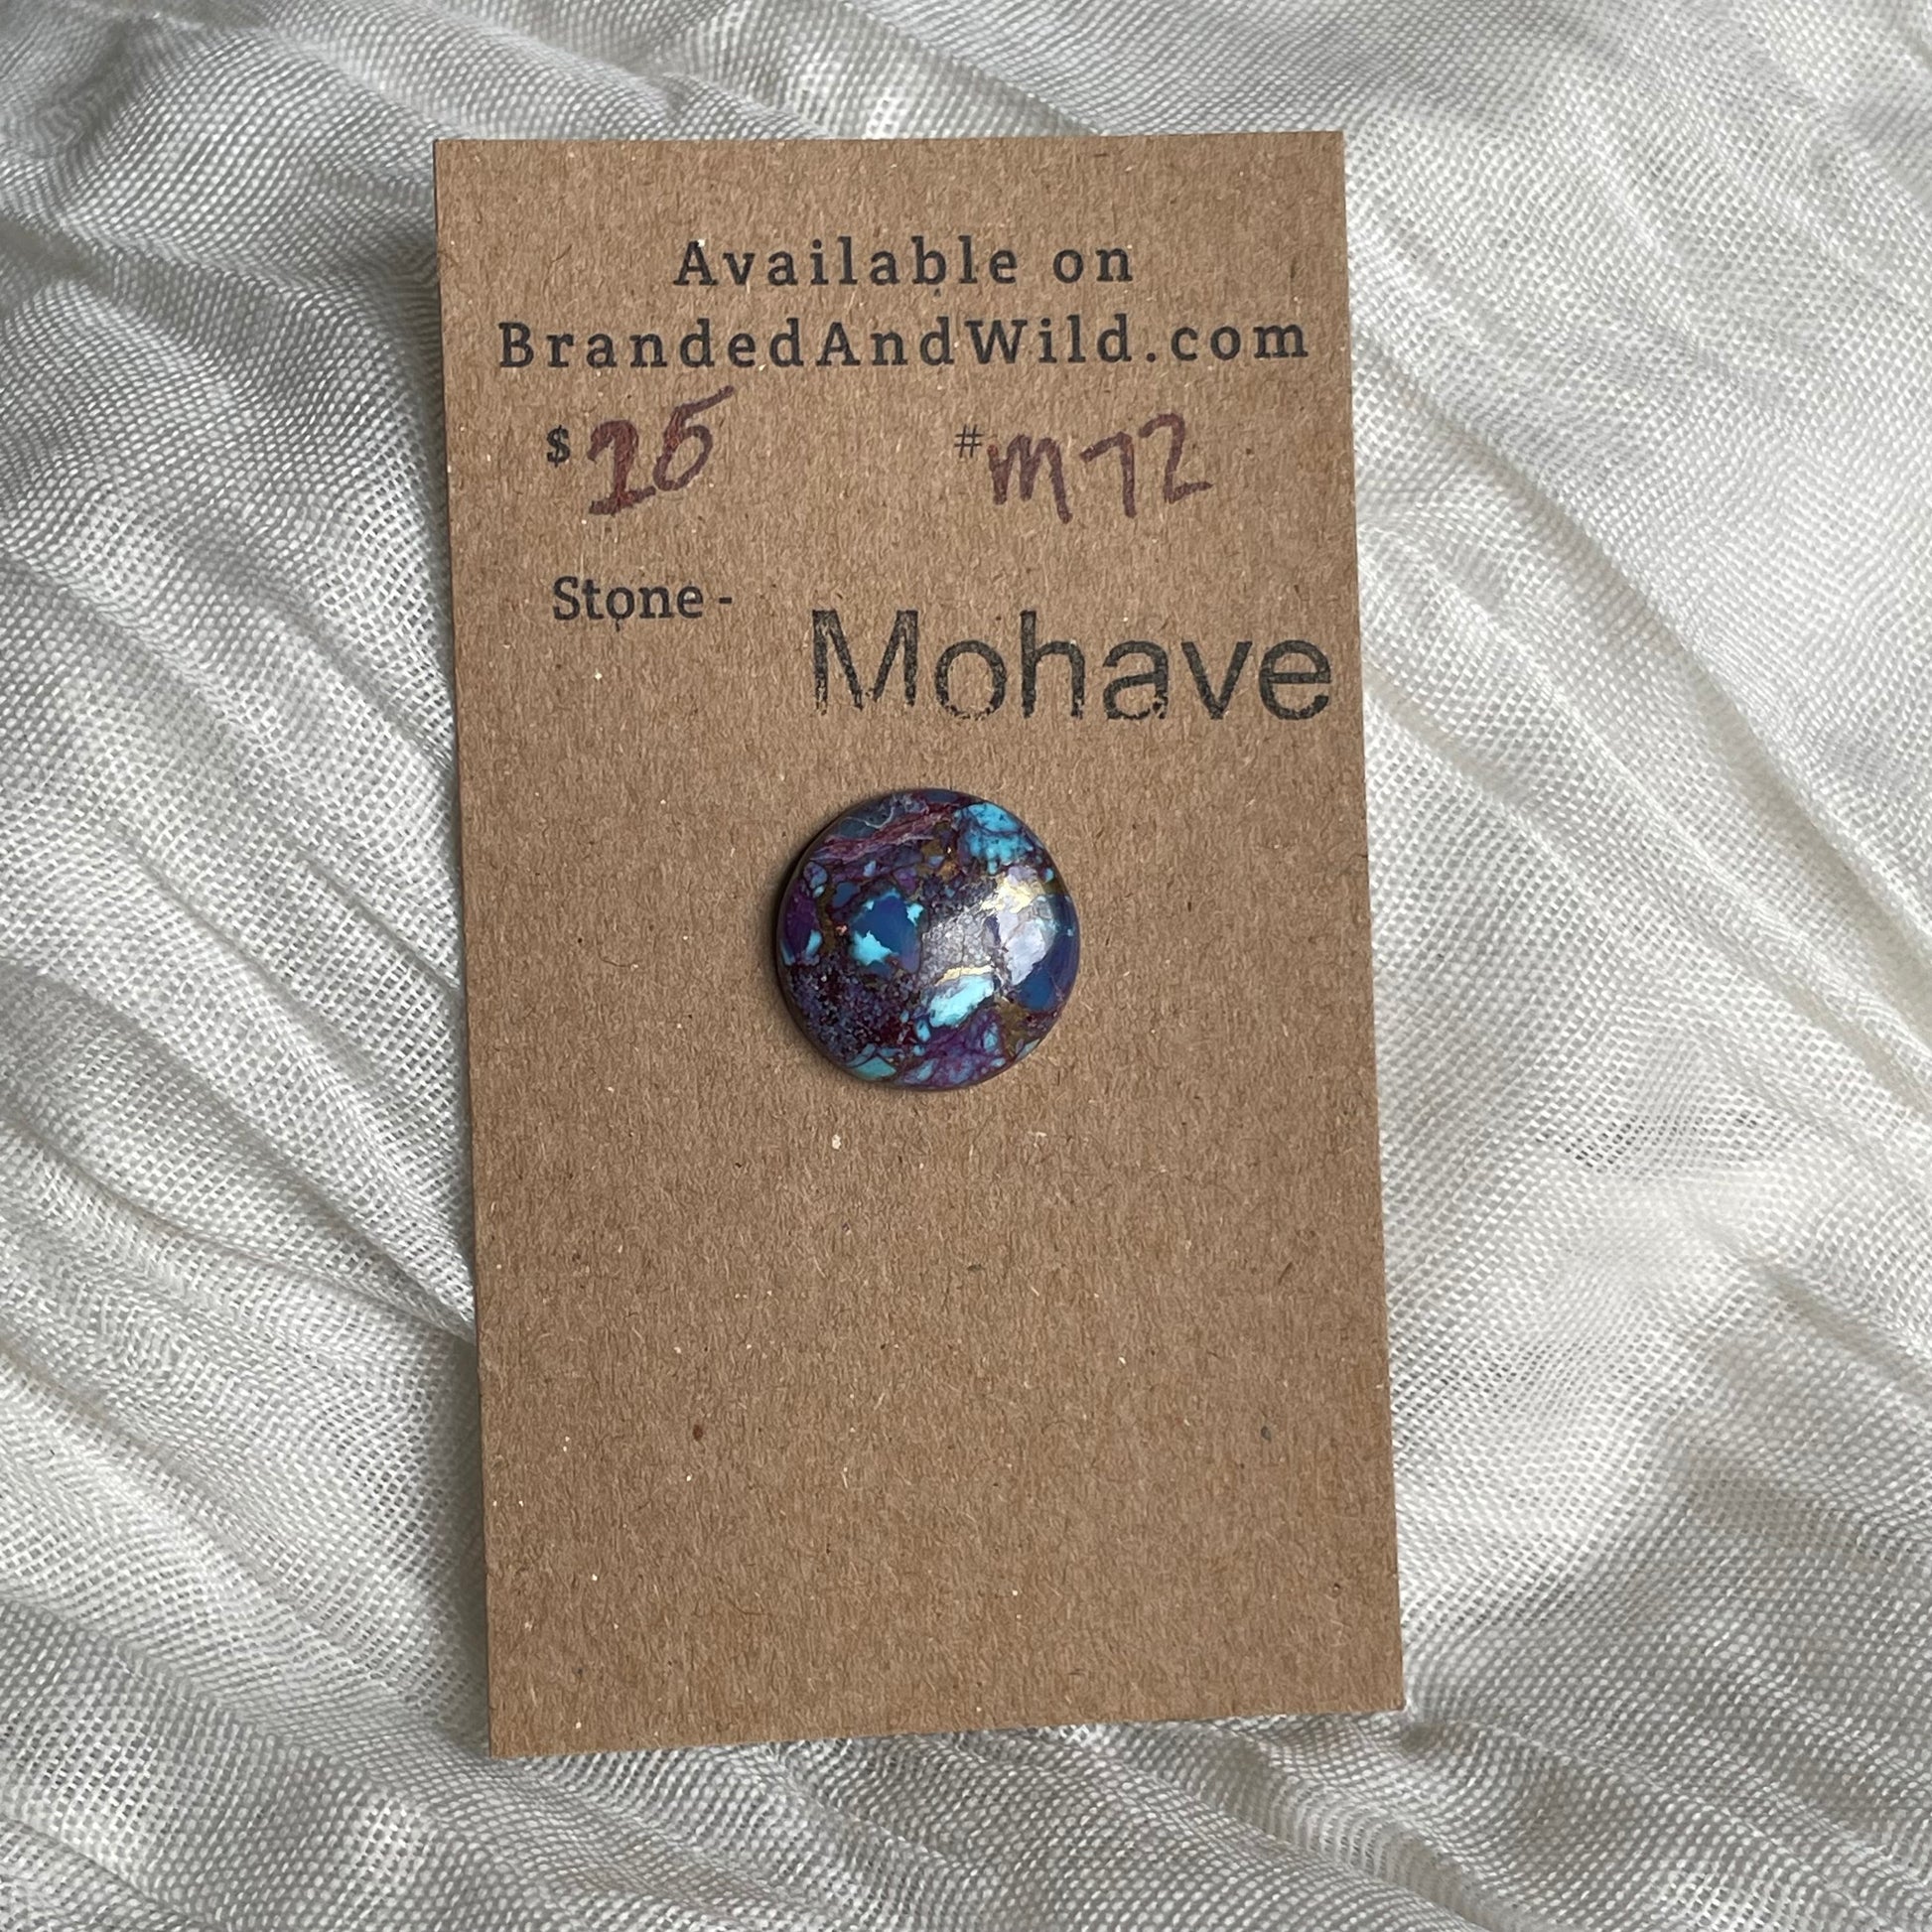 Available on
BrandedAndWild.com
$25 #M72
Stone - Mohave